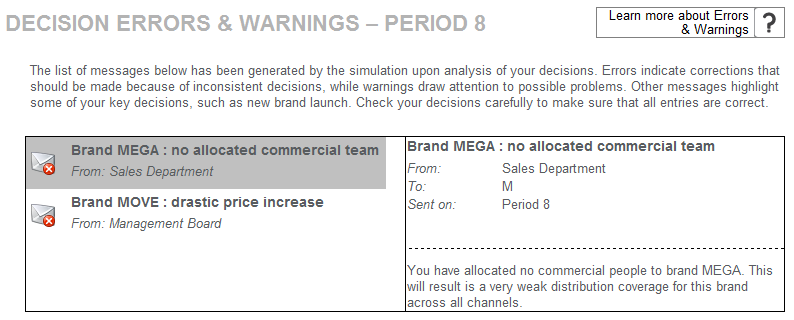 DECISION ERRORS & WARNINGS – PERIOD 8
Learn more about Errors
& Warnings
?
The list of messages below has been generated by the simulation upon analysis of your decisions. Errors indicate corrections that
should be made because of inconsistent decisions, while warnings draw attention to possible problems. Other messages highlight
some of your key decisions, such as new brand launch. Check your decisions carefully to make sure that all entries are correct.
Brand MEGA : no allocated commercial team
From: Sales Department
Brand MOVE : drastic price increase
From: Management Board
Brand MEGA : no allocated commercial team
From: Sales Department
To: M
Sent on: Period 8
You have allocated no commercial people to brand MEGA. This
will result is a very weak distribution coverage for this brand
across all channels.